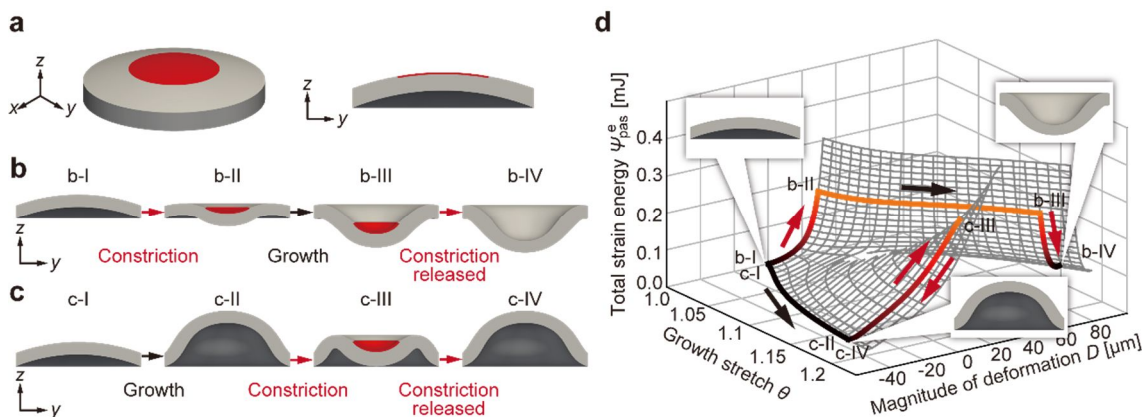 a
z
x
y
z
y
b
b-I
b-II
b-III
b-IV
Constriction
Growth
Constriction
released
z
y
c
c-I
c-II
c-III
c-IV
Growth
Constriction
Constriction
released
z
y
d
Total strain energy Ψᵉpas [mJ]
0.4
0.3
0.2
0.1
0.0
1.0
1.05
1.1
1.15
1.2
Growth stretch θ
-40
-20
0
20
40
60
80
Magnitude of deformation D [μm]
b-II
b-III
c-III
b-I
c-I
b-IV
c-II
c-IV